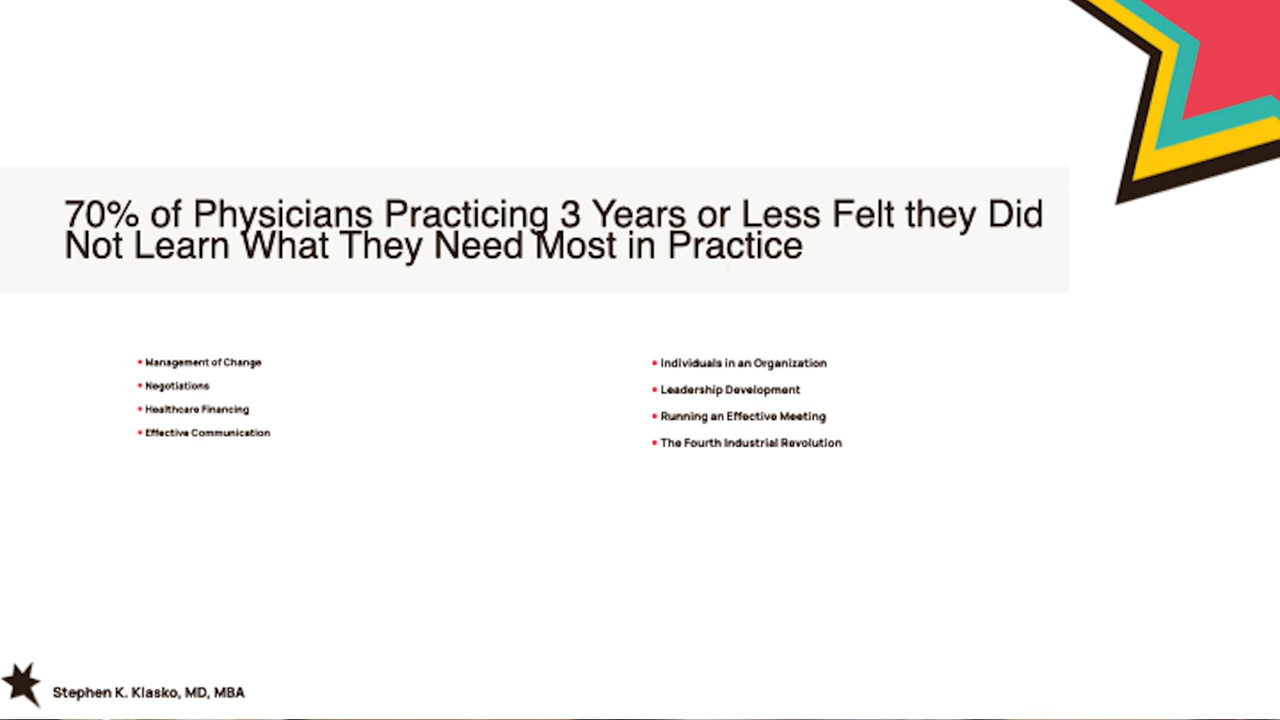 70% of Physicians Practicing 3 Years or Less Felt they Did
Not Learn What They Need Most in Practice
• Management of Change
• Negotiations
• Healthcare Financing
• Effective Communication
• Individuals in an Organization
• Leadership Development
• Running an Effective Meeting
• The Fourth Industrial Revolution
Stephen K. Klasko, MD, MBA